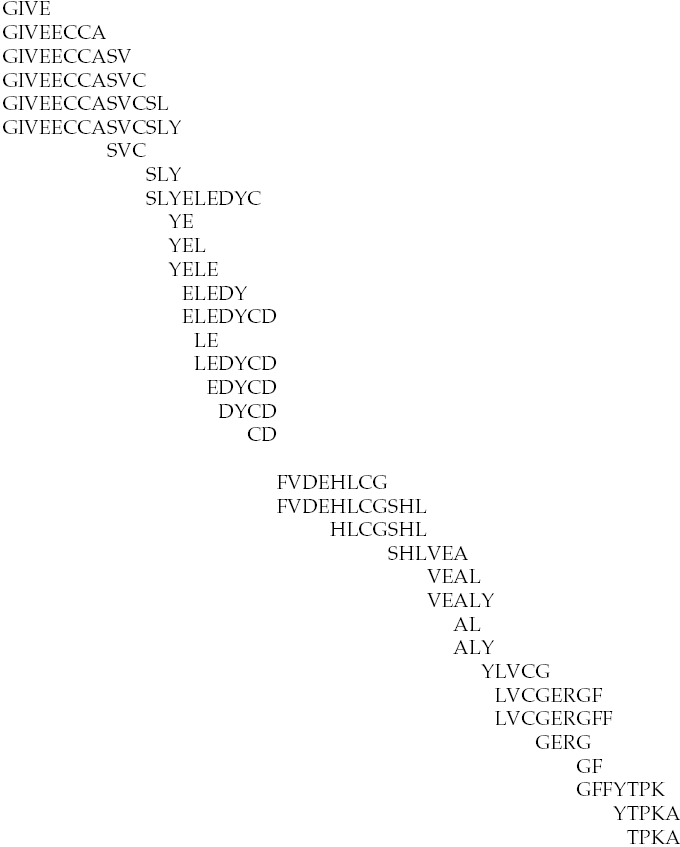 GIVE
GIVEECCA
GIVEECCASV
GIVEECCASVC
GIVEECCASVCSL
GIVEECCASVCSLY
SVC
SLY
SLYELEDYC
YE
YEL
YELE
ELEDY
ELEDYCD
LE
LEDYCD
EDYCD
DYCD
CD
FVDEHLCG
FVDEHLCGSHL
HLCGSHL
SHLVEA
VEAL
VEALY
AL
ALY
YLVCG
LVCGERGF
LVCGERGFF
GERG
GF
GFFYTPK
YTPKA
TPKA